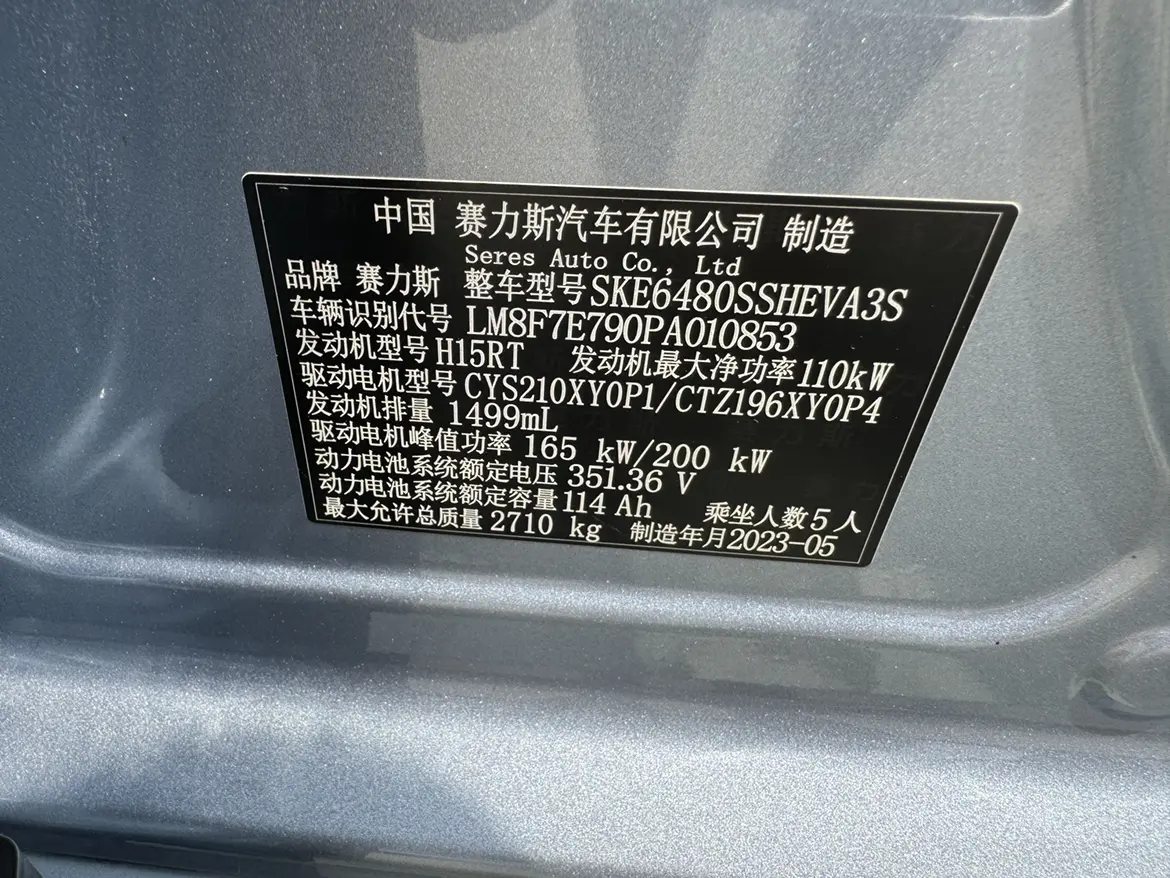 中国 赛力斯汽车有限公司 制造
Seres Auto Co., Ltd
品牌 赛力斯 整车型号SKE6480SSHEVA3S
车辆识别代号 LM8F7E790PA010853
发动机型号H15RT 发动机最大净功率110kW
驱动电机型号CYS210XY0P1/CTZ196XY0P4
发动机排量 1499mL
驱动电机峰值功率 165 kW/200 kW
动力电池系统额定电压 351.36 V
动力电池系统额定容量114 Ah 乘坐人数5人
最大允许总质量2710 kg 制造年月2023-05